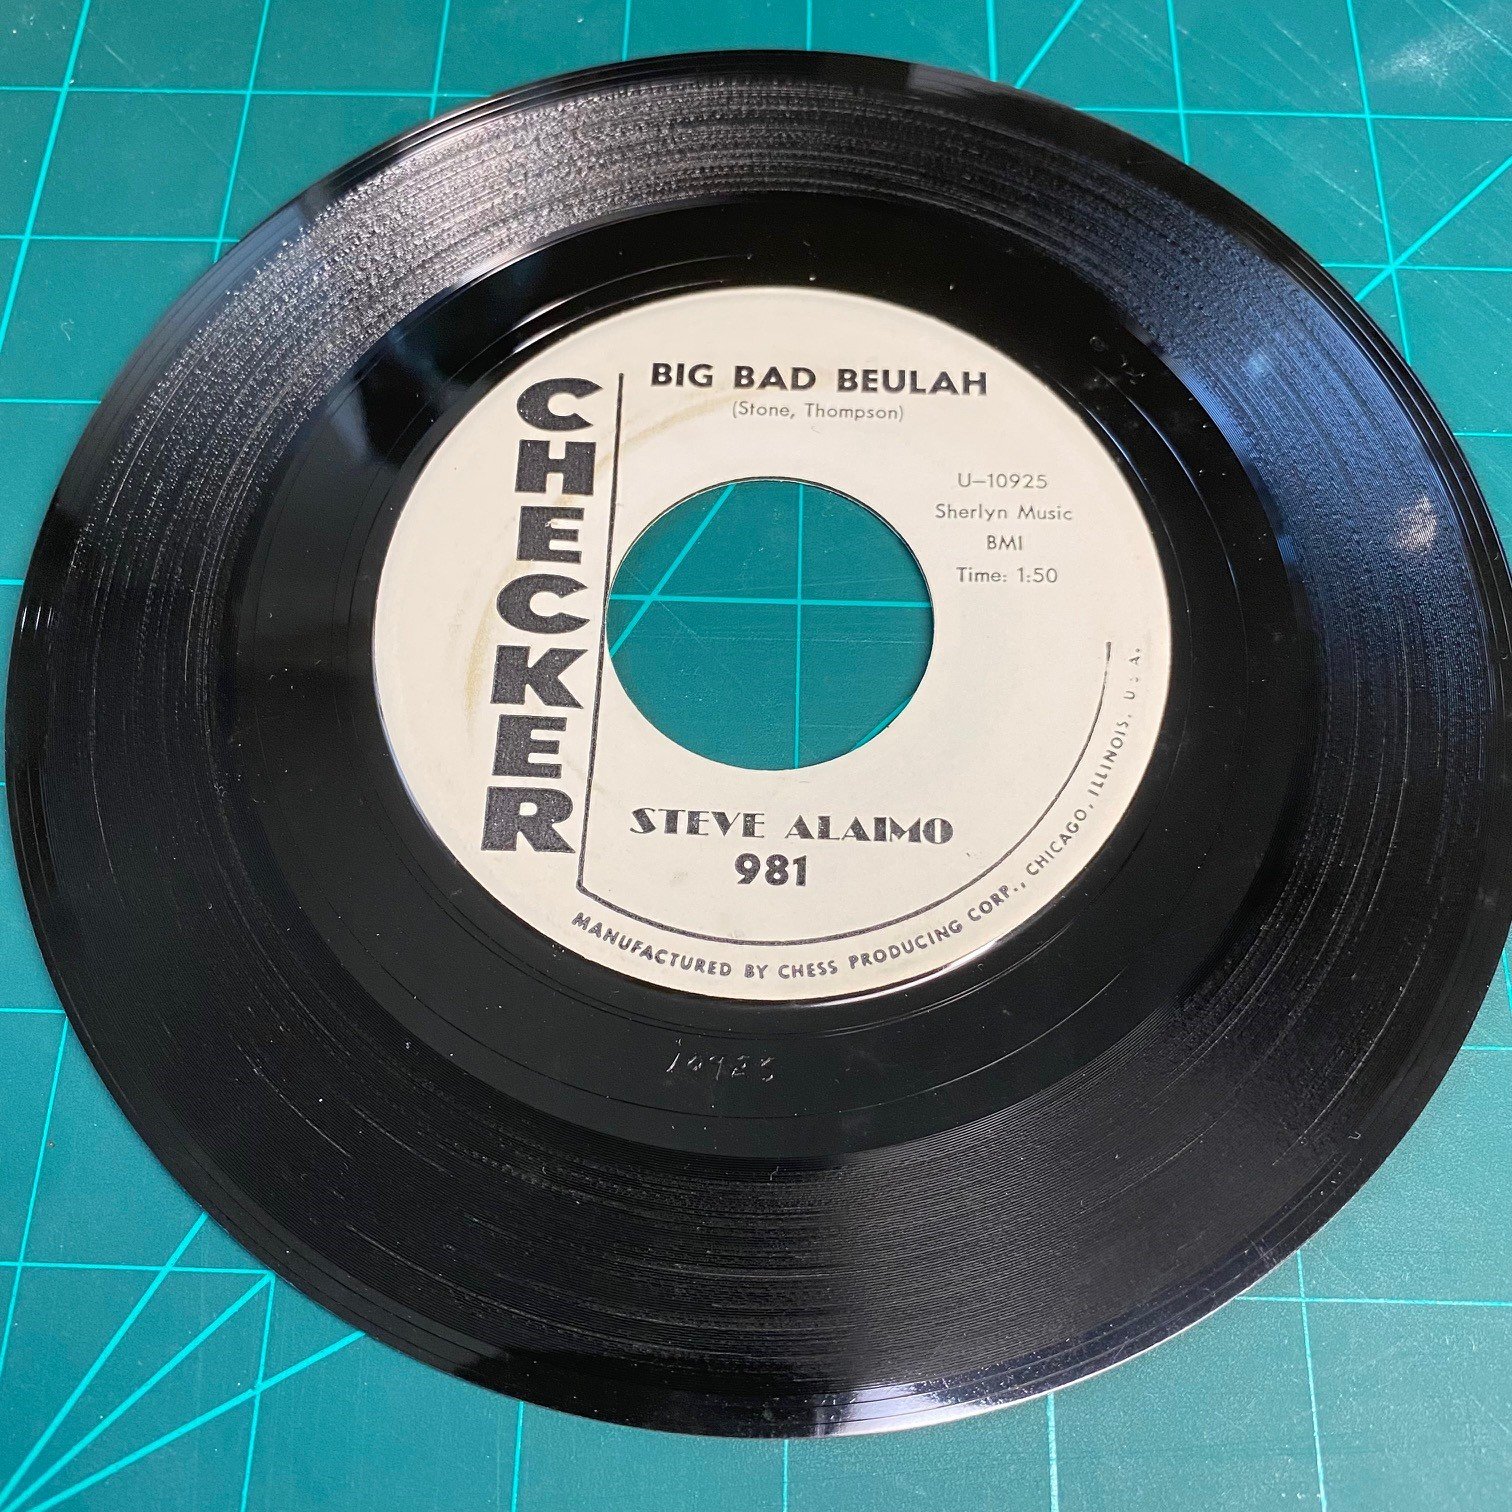 CHECKER
BIG BAD BEULAH
(Stone, Thompson)
U-10925
Sherlyn Music
BMI
Time: 1:50
STEVE ALAIMO
981
MANUFACTURED BY CHESS PRODUCING CORP., CHICAGO, ILLINOIS, U.S.A.
10925